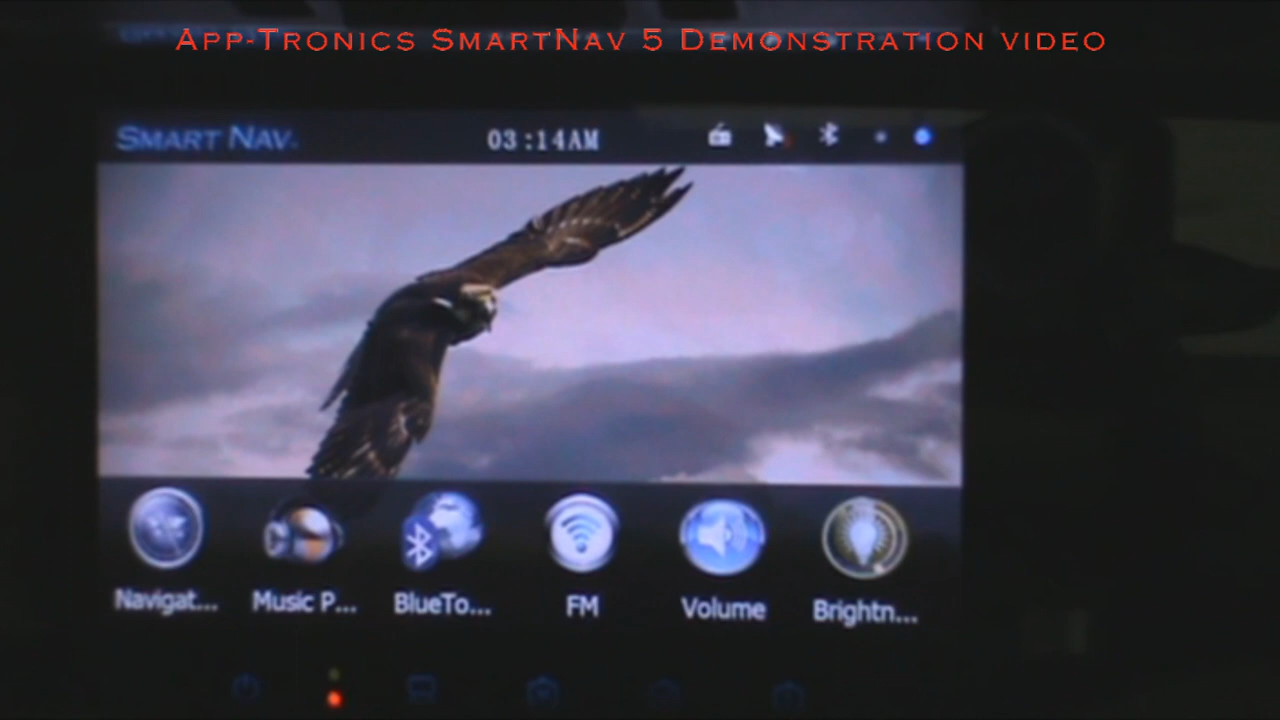 App-Tronics SmartNav 5 Demonstration video
Smart Nav.
03:14AM
Navigat...
Music P...
BlueTo...
FM
Volume
Brightn...